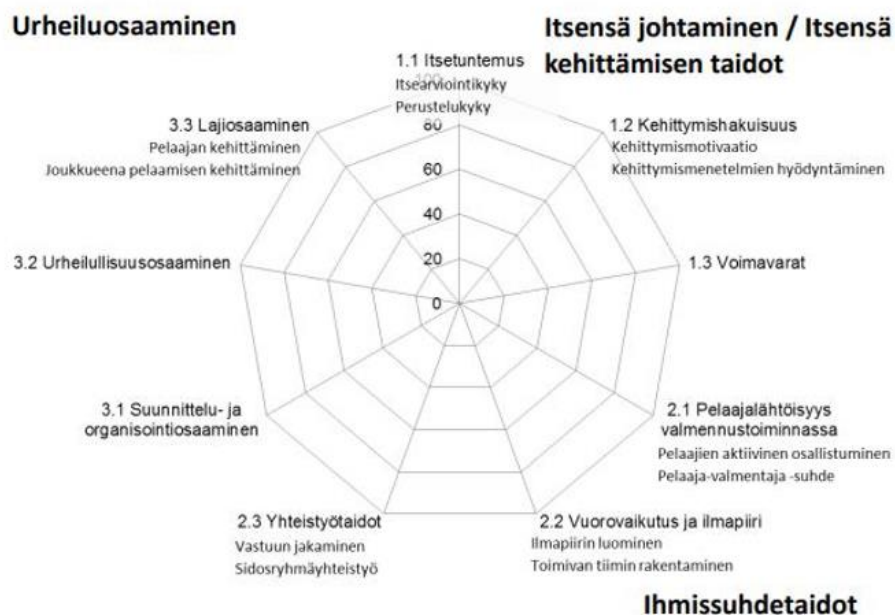 Urheiluosaaminen
Itsensä johtaminen / Itsensä
kehittämisen taidot
1.1 Itsetuntemus
Itsearviointikyky
Perustelukyky
1.2 Kehittymishakuisuus
Kehittymismotivaatio
Kehittymismenetelmien hyödyntäminen
1.3 Voimavarat
2.1 Pelaajalähtöisyys
valmennustoiminnassa
Pelaajien aktiivinen osallistuminen
Pelaaja-valmentaja -suhde
2.2 Vuorovaikutus ja ilmapiiri
Ilmapiirin luominen
Toimivan tiimin rakentaminen
Ihmissuhdetaidot
2.3 Yhteistyötaidot
Vastuun jakaminen
Sidosryhmäyhteistyö
3.1 Suunnittelu- ja
organisointiosaaminen
3.2 Urheilullisuusosaaminen
3.3 Lajiosaaminen
Pelaajan kehittäminen
Joukkueena pelaamisen kehittäminen
100
80
60
40
20
0